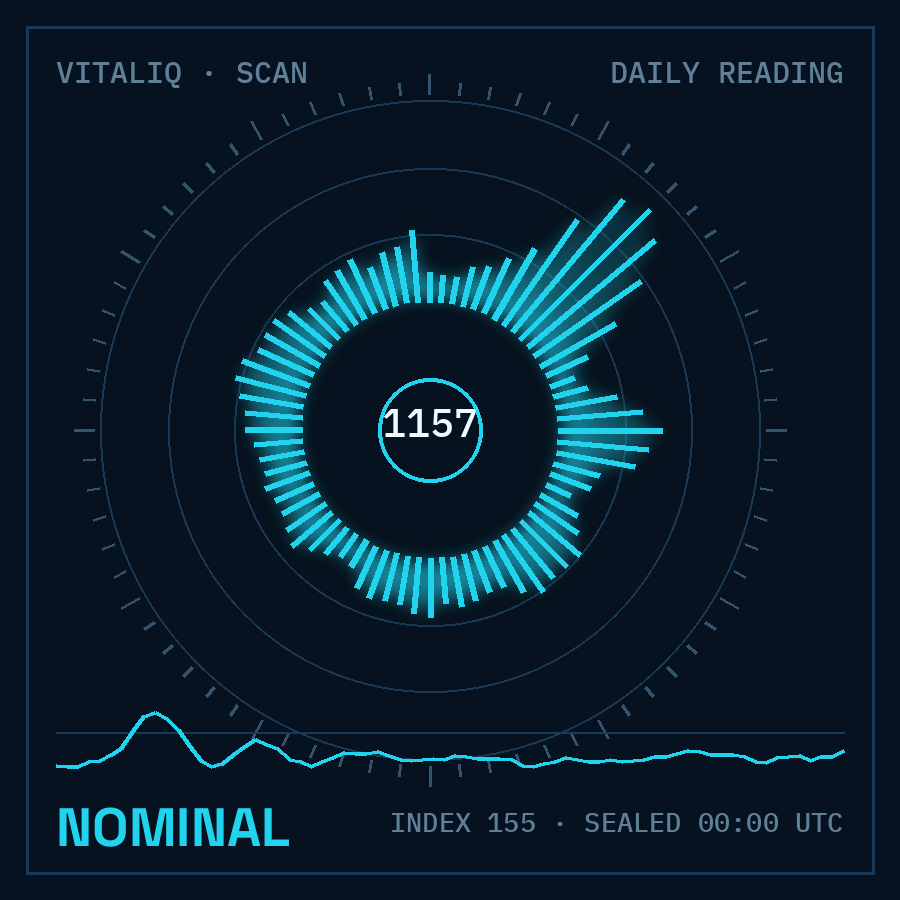 VITALIQ · SCAN
DAILY READING
1157
NOMINAL
INDEX 155 · SEALED 00:00 UTC